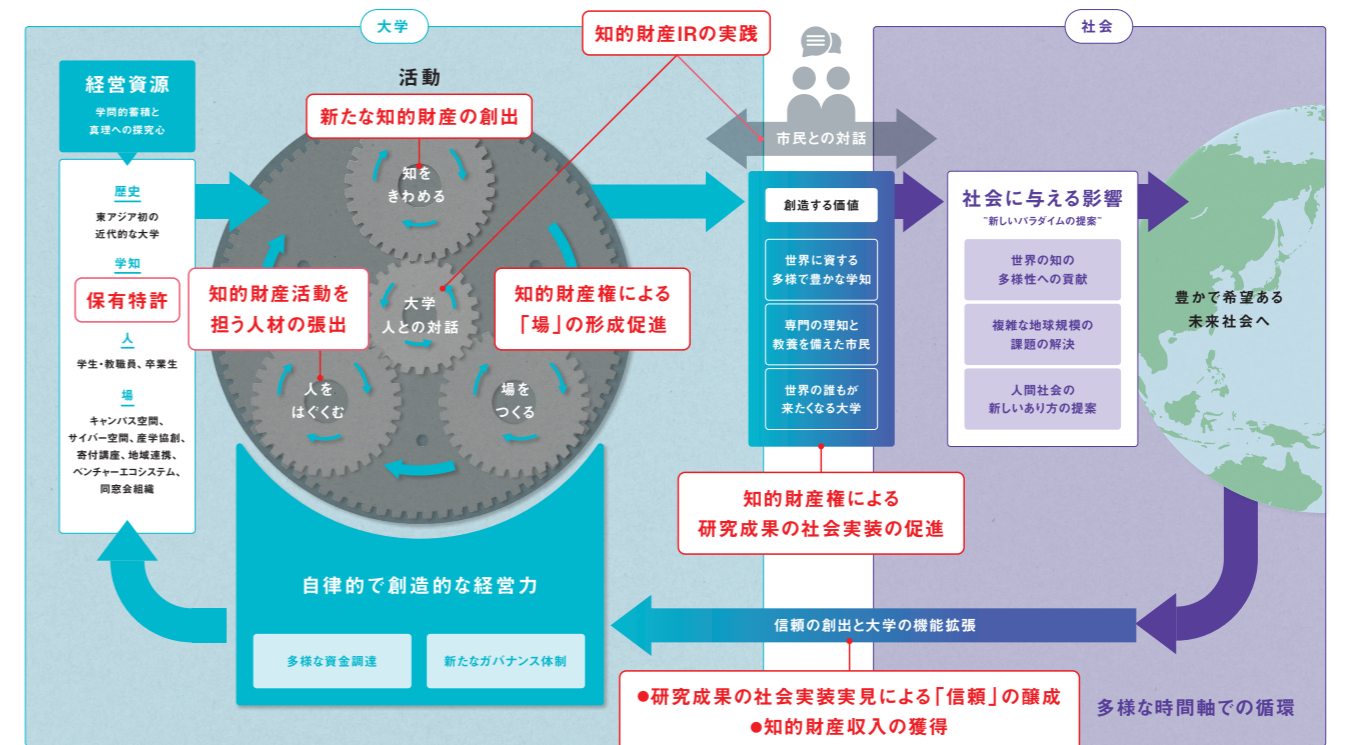 大学
知的財産IRの実践
社会
経営資源
学問的蓄積と
真理への探究心
活動
新たな知的財産の創出
市民との対話
知を
きわめる
歴史
東アジア初の
近代的な大学
学知
保有特許
人
学生・教職員、卒業生
場
キャンパス空間、
サイバー空間、産学協創、
寄付講座、地域連携、
ベンチャーエコシステム、
同窓会組織
知的財産活動を
担う人材の張出
大学
人との対話
知的財産権による
「場」の形成促進
人を
はぐくむ
場を
つくる
創造する価値
世界に資する
多様で豊かな学知
専門の理知と
教養を備えた市民
世界の誰もが
来たくなる大学
社会に与える影響
~新しいパラダイムの提案~
世界の知の
多様性への貢献
複雑な地球規模の
課題の解決
人間社会の
新しいあり方の提案
豊かで希望ある
未来社会へ
知的財産権による
研究成果の社会実装の促進
自律的で創造的な経営力
多様な資金調達
新たなガバナンス体制
信頼の創出と大学の機能拡張
●研究成果の社会実装実見による「信頼」の醸成
●知的財産収入の獲得
多様な時間軸での循環